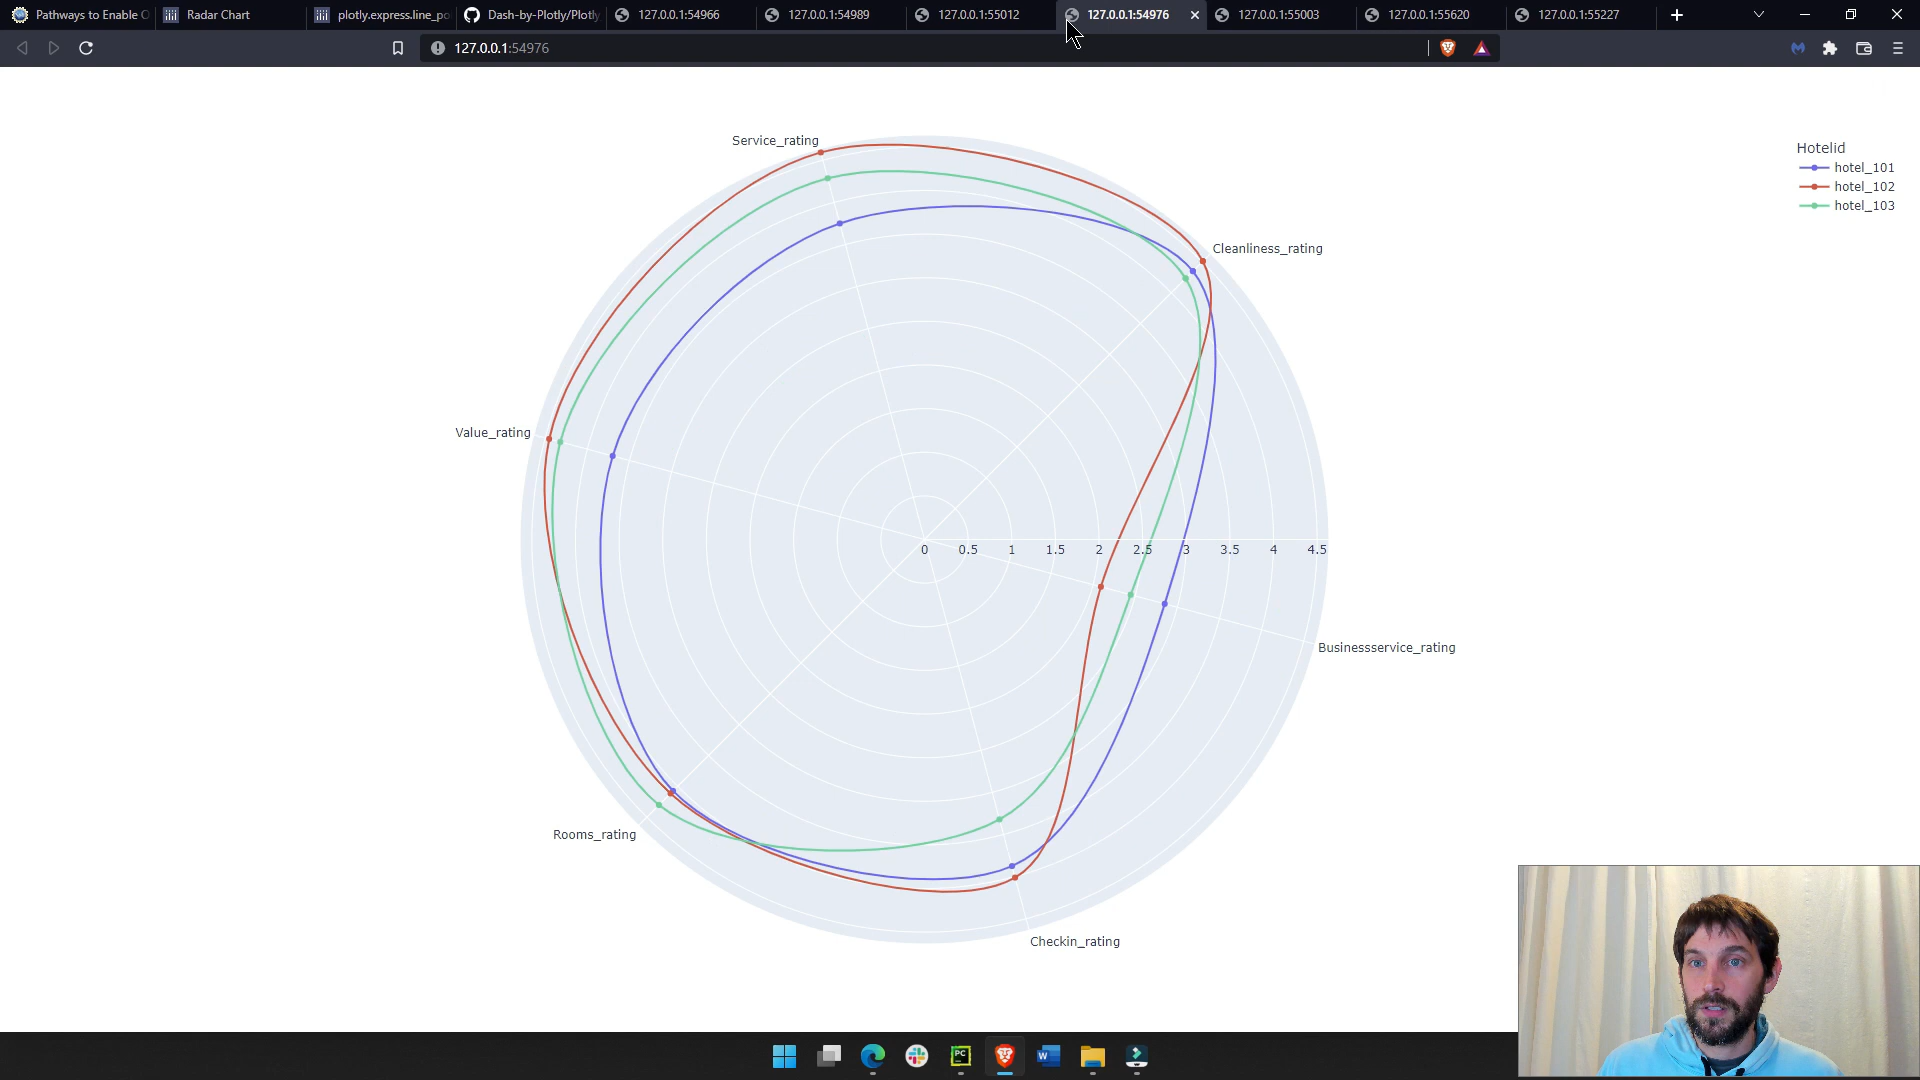 Pathways to Enable O
Radar Chart
plotly.express.line_po
Dash-by-Plotly/Plotly
127.0.0.1:54966
127.0.0.1:54989
127.0.0.1:55012
127.0.0.1:54976
127.0.0.1:55003
127.0.0.1:55620
127.0.0.1:55227
127.0.0.1:54976
Service_rating
Hotelid
hotel_101
hotel_102
hotel_103
Cleanliness_rating
Value_rating
0 0.5 1 1.5 2 2.5 3 3.5 4 4.5
Businessservice_rating
Rooms_rating
Checkin_rating
PC
W